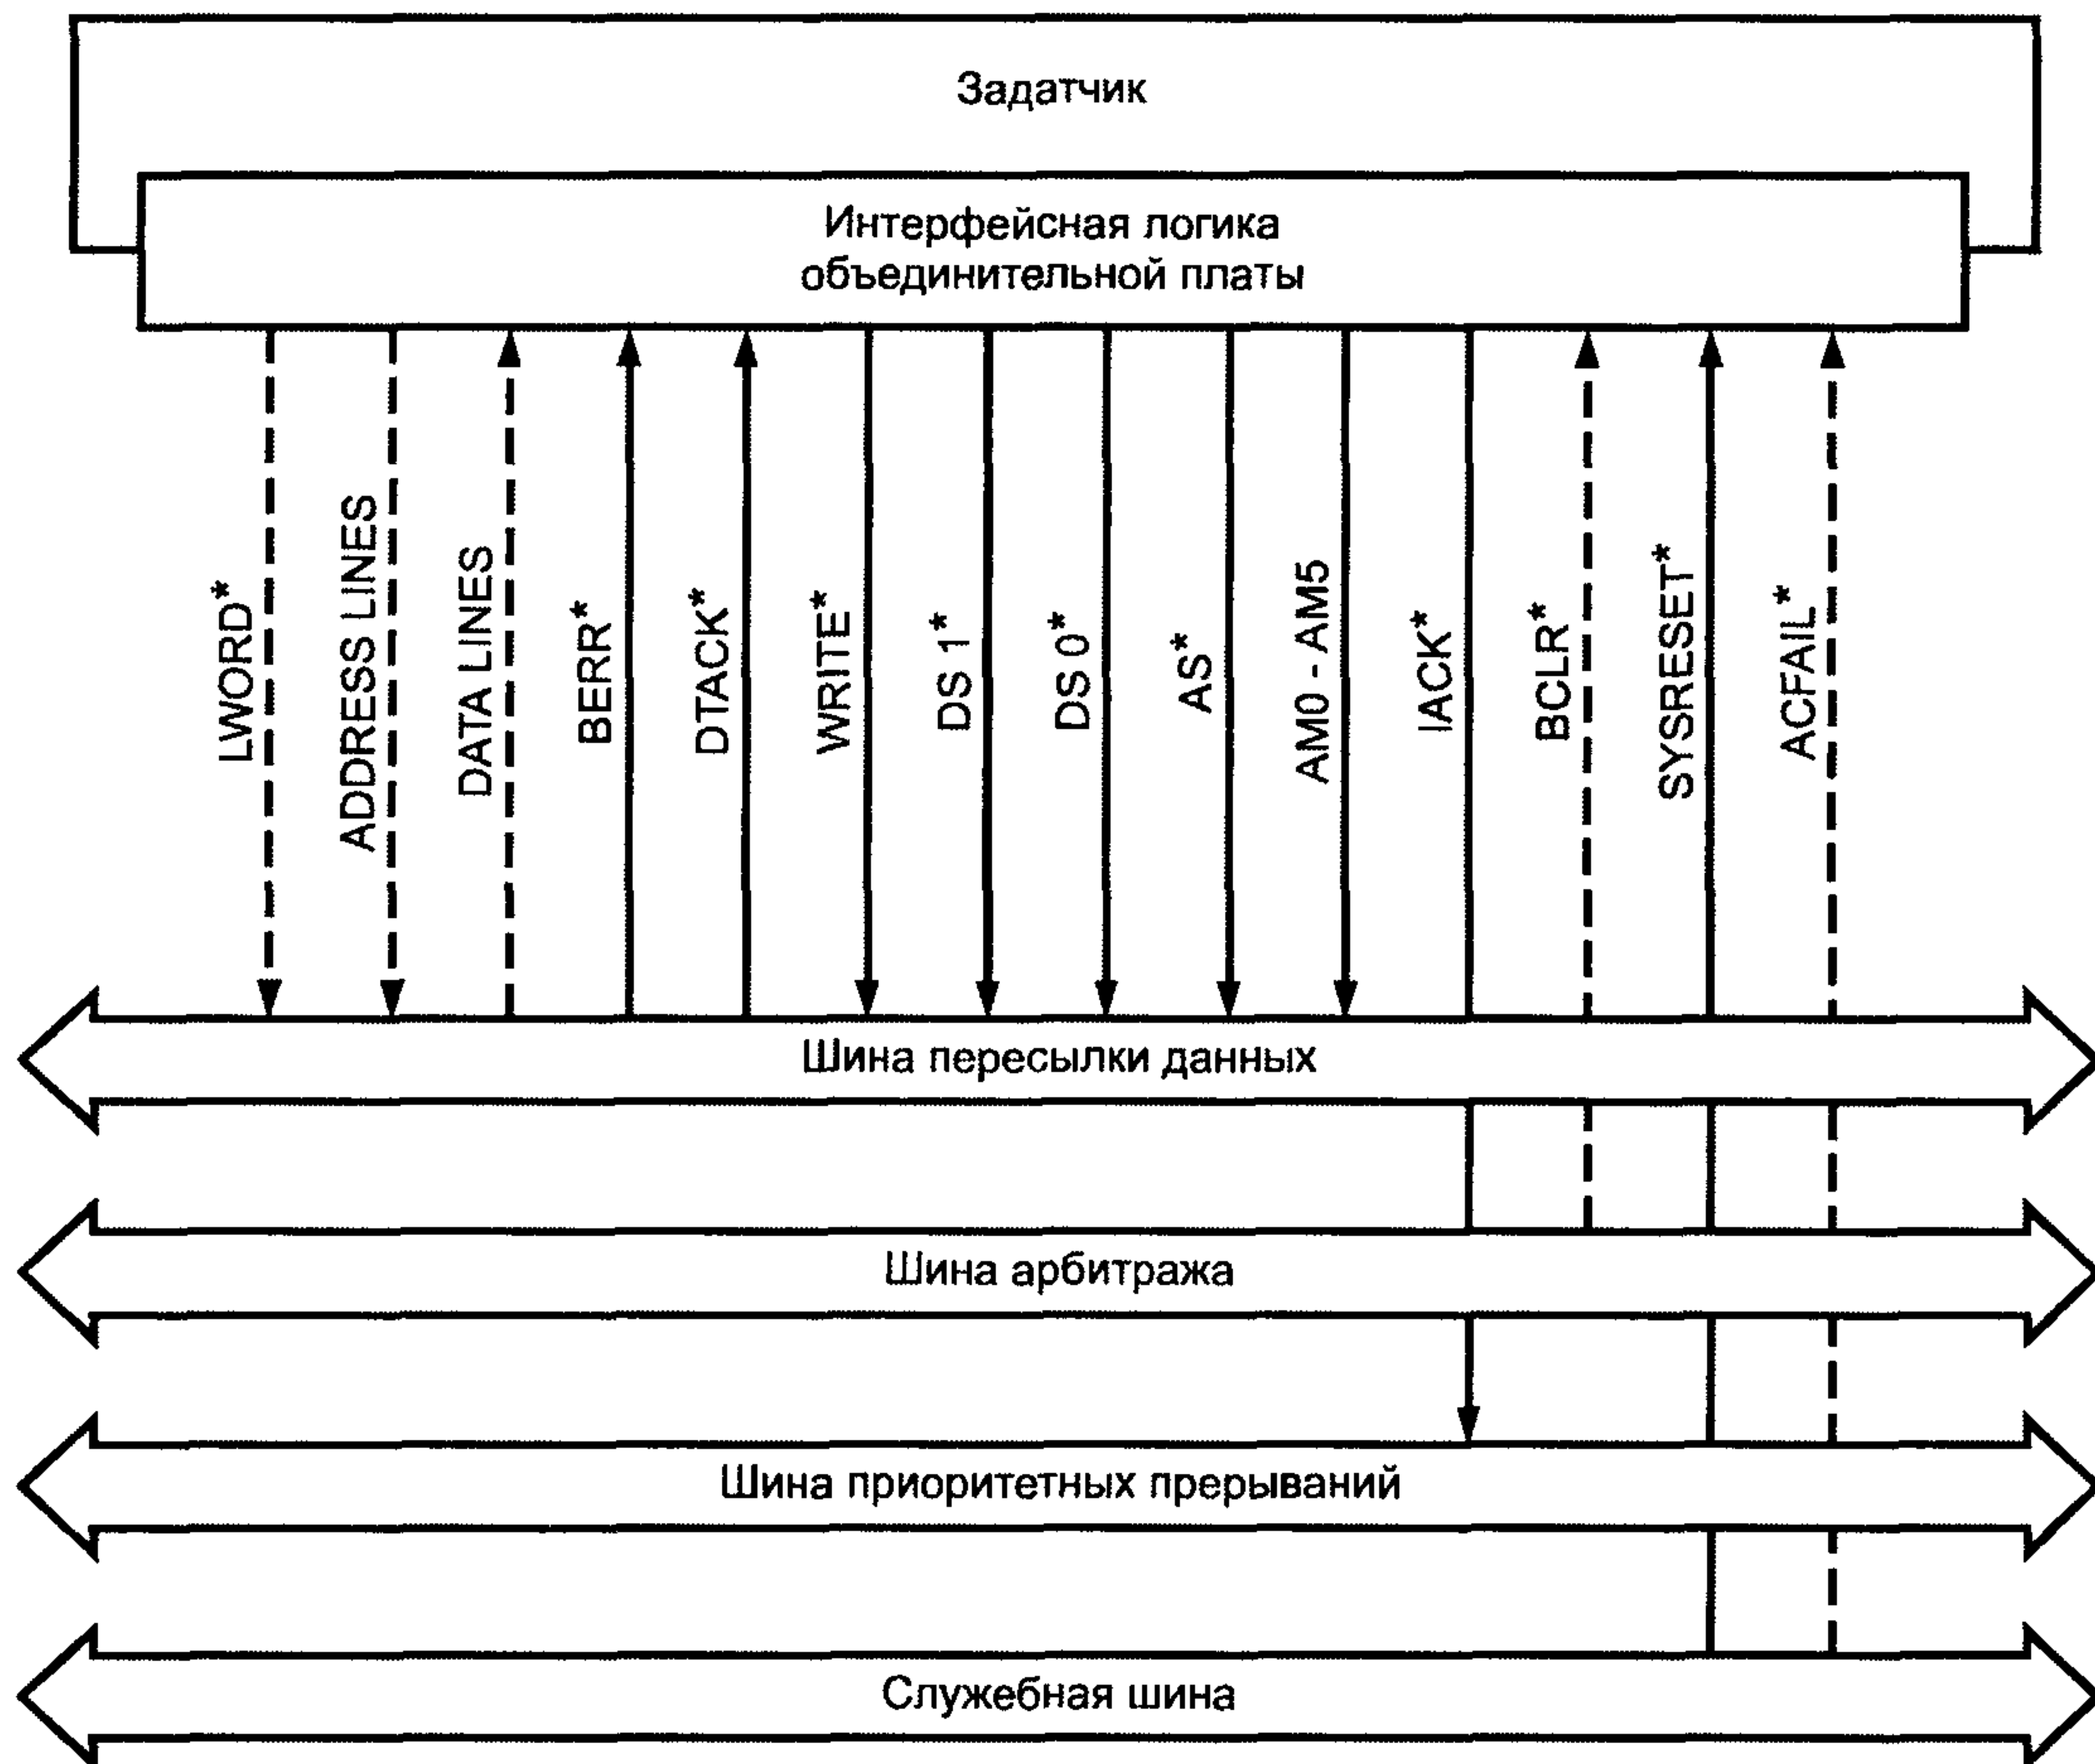 Задатчик
Интерфейсная логика
объединительной платы
LWORD*
ADDRESS LINES
DATA LINES
BERR*
DTACK*
WRITE*
DS 1*
DS 0*
AS*
AM0 - AM5
IACK*
BCLR*
SYSRESET*
ACFAIL*
Шина пересылки данных
Шина арбитража
Шина приоритетных прерываний
Служебная шина